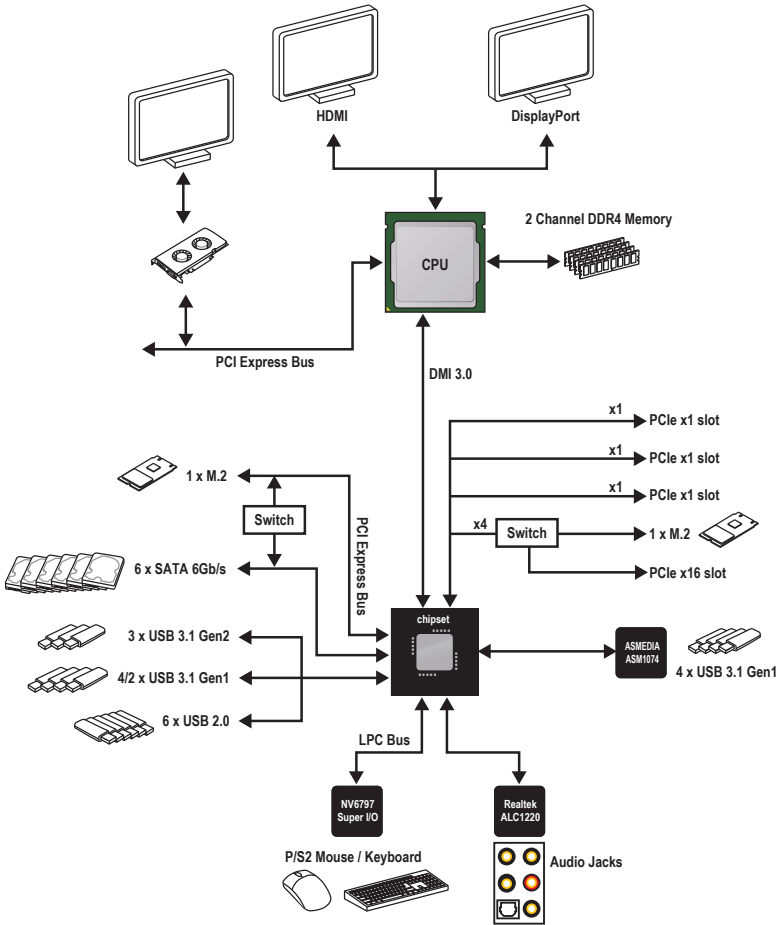 HDMI
DisplayPort
2 Channel DDR4 Memory
CPU
PCI Express Bus
DMI 3.0
x1
PCIe x1 slot
x1
PCIe x1 slot
x1
PCIe x1 slot
x4
Switch
1 x M.2
PCIe x16 slot
1 x M.2
Switch
PCI Express Bus
6 x SATA 6Gb/s
3 x USB 3.1 Gen2
4/2 x USB 3.1 Gen1
6 x USB 2.0
chipset
ASMEDIA
ASM1074
4 x USB 3.1 Gen1
LPC Bus
NV6797
Super I/O
Realtek
ALC1220
P/S2 Mouse / Keyboard
Audio Jacks